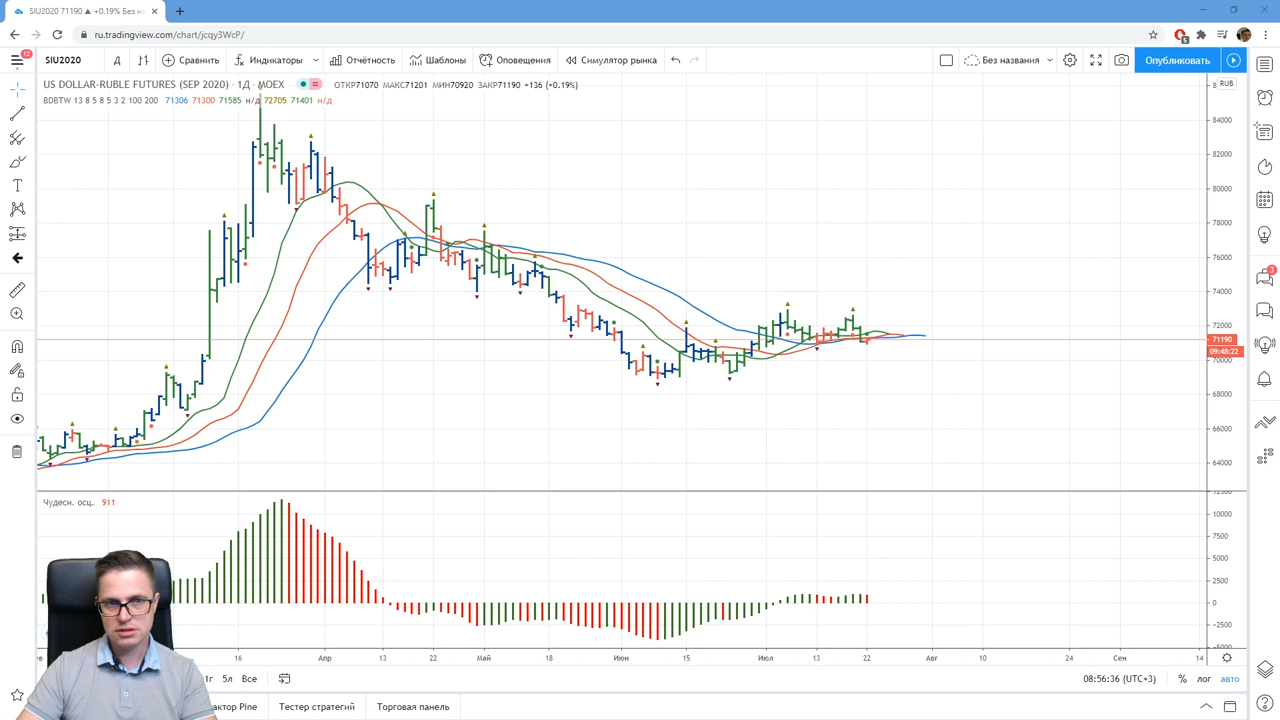 SIU2020 71190 ▲ +0.19% Без на
ru.tradingview.com/chart/jcqy3WcP/
12
SIU2020 Д Индикаторы Сравнить Отчётность Шаблоны Оповещения Симулятор рынка Без названия Опубликовать
US DOLLAR-RUBLE FUTURES (SEP 2020) · 1Д · MOEX ОТКР71070 МАКС71201 МИН70920 ЗАКР71190 +136 (+0.19%)
BDBTW 13 8 5 8 5 3 2 100 200 71306 71300 71585 н/д 72705 71401 н/д
RUB
84000
82000
80000
78000
76000
74000
72000
71190
09:48:22
70000
68000
66000
64000
3
Чудесн. осц. 911
12500
10000
7500
5000
2500
0
−2500
−5000
16 Апр 13 22 Май 18 Июн 15 Июл 13 22 Авг 10 24 Сен 14
1г 5л Все 08:56:36 (UTC+3) % лог авто
актор Pine Тестер стратегий Торговая панель